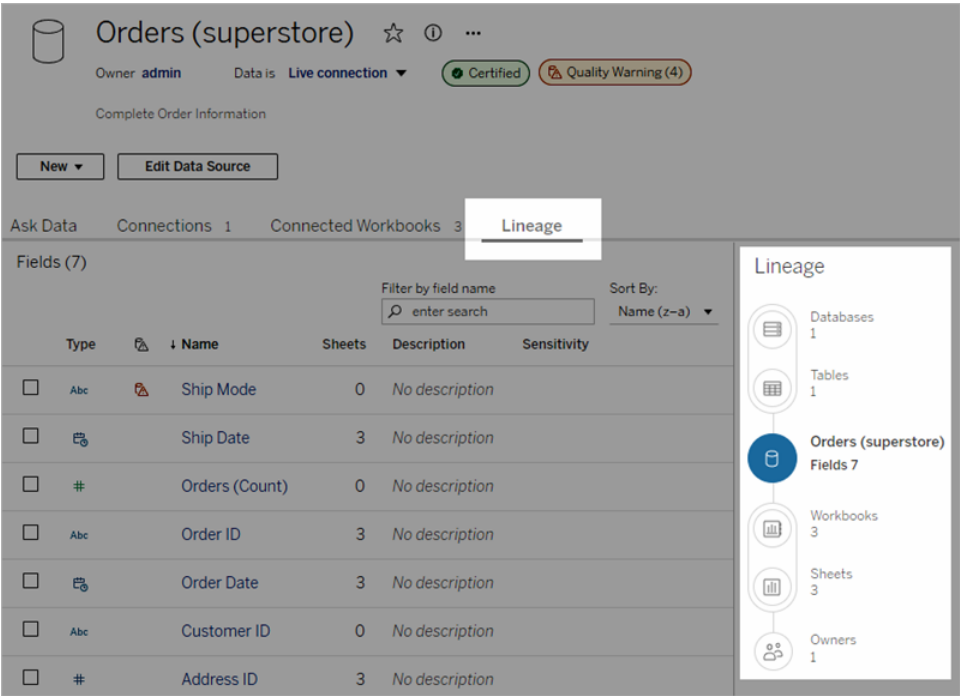 Orders (superstore)
Owner admin Data is Live connection Certified Quality Warning (4)
Complete Order Information
New Edit Data Source
Ask Data Connections 1 Connected Workbooks 3 Lineage
Fields (7)
Filter by field name Sort By:
enter search Name (z–a)
Type ↓ Name Sheets Description Sensitivity
Abc Ship Mode 0 No description
Ship Date 3 No description
# Orders (Count) 0 No description
Abc Order ID 3 No description
Order Date 3 No description
Abc Customer ID 0 No description
# Address ID 3 No description
Lineage
Databases
1
Tables
1
Orders (superstore)
Fields 7
Workbooks
3
Sheets
3
Owners
1